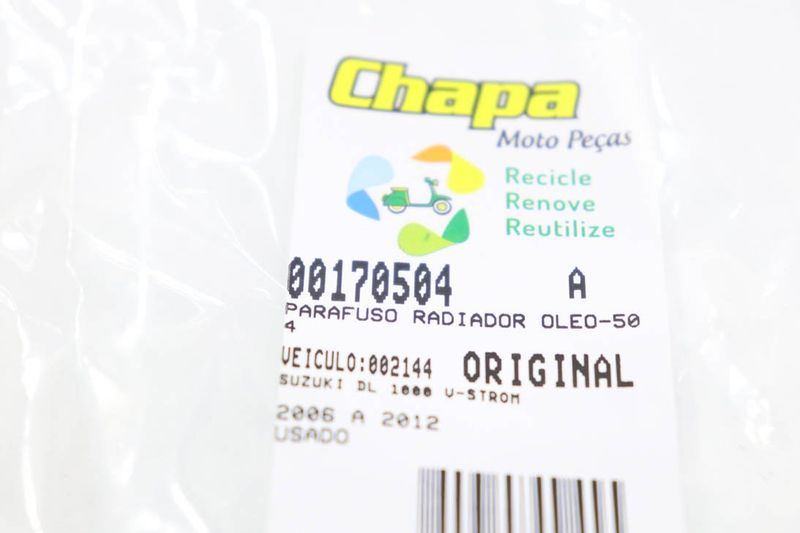 Chapa
Moto Peças
Recicle
Renove
Reutilize
00170504 A
PARAFUSO RADIADOR OLEO-50
4
VEICULO:002144 ORIGINAL
SUZUKI DL 1000 V-STROM
2006 A 2012
USADO